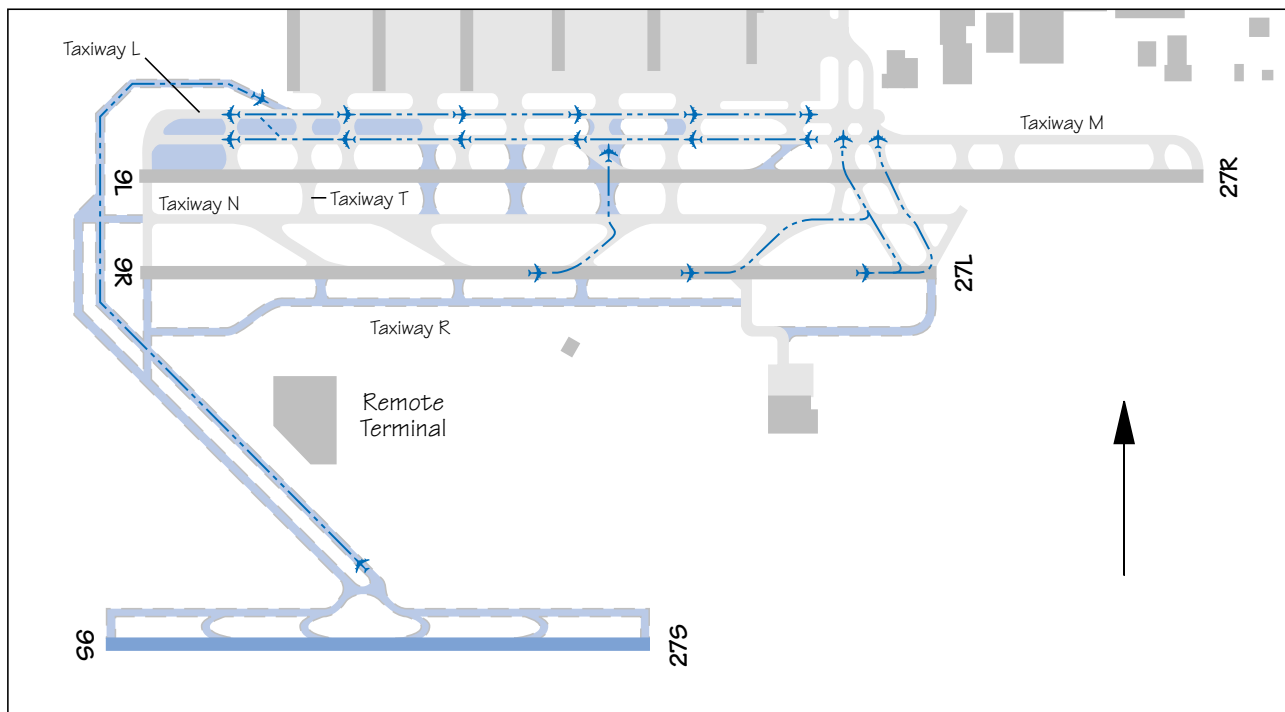 Taxiway L
Taxiway M
9L
27R
Taxiway N
Taxiway T
9R
27L
Taxiway R
Remote
Terminal
9S
27S